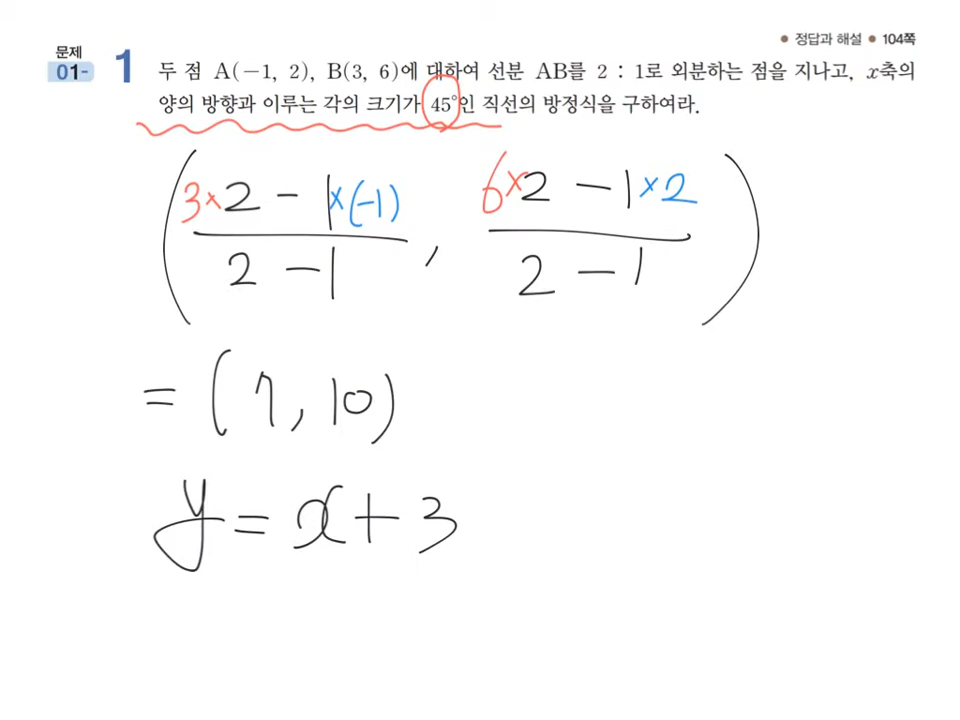 ● 정답과 해설 ● 104쪽
문제
01-
1
두 점 A(−1, 2), B(3, 6)에 대하여 선분 AB를 2 : 1로 외분하는 점을 지나고, x축의
양의 방향과 이루는 각의 크기가 45°인 직선의 방정식을 구하여라.
( (3×2 − 1×(−1)) / (2 − 1) , (6×2 − 1×2) / (2 − 1) )
= (7, 10)
y = x + 3